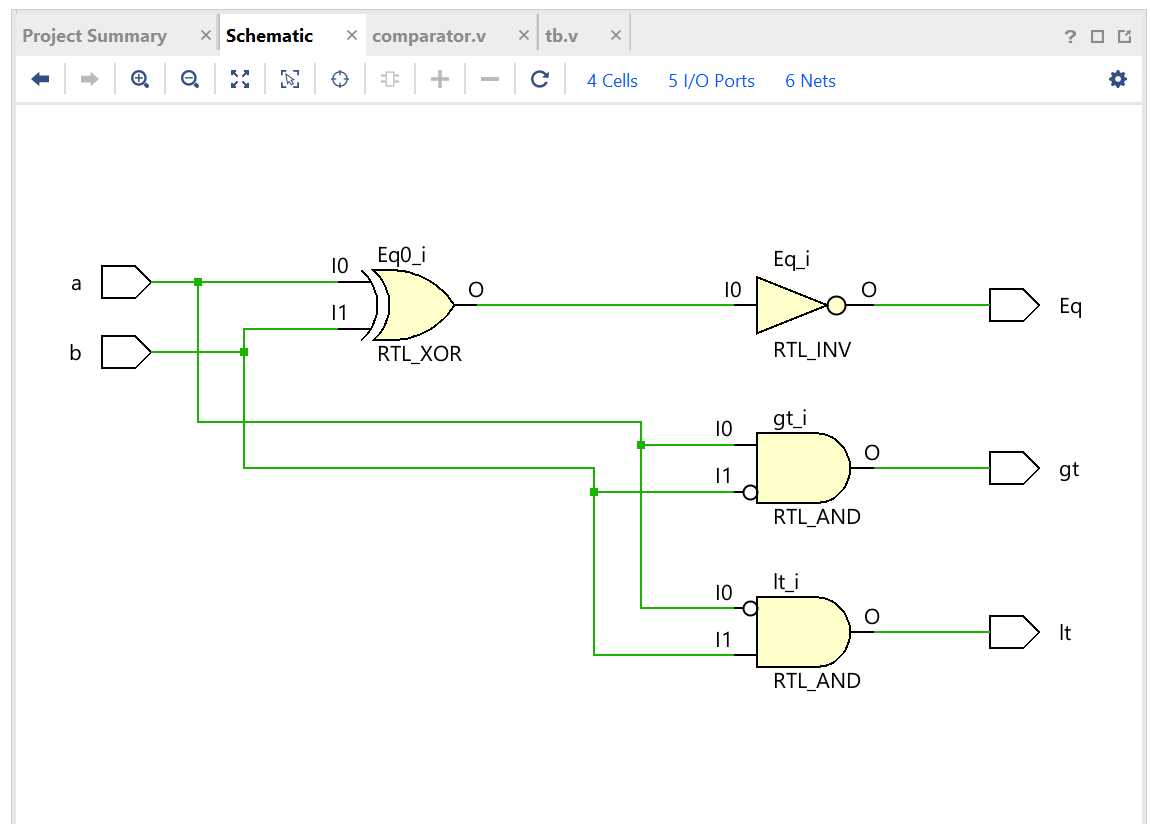 Project Summary × Schematic × comparator.v × tb.v × ?
4 Cells 5 I/O Ports 6 Nets
Eq0_i
Eq_i
a
I0
O
I0
O
I1
Eq
b
RTL_XOR
RTL_INV
gt_i
I0
O
I1
gt
RTL_AND
lt_i
I0
O
I1
lt
RTL_AND